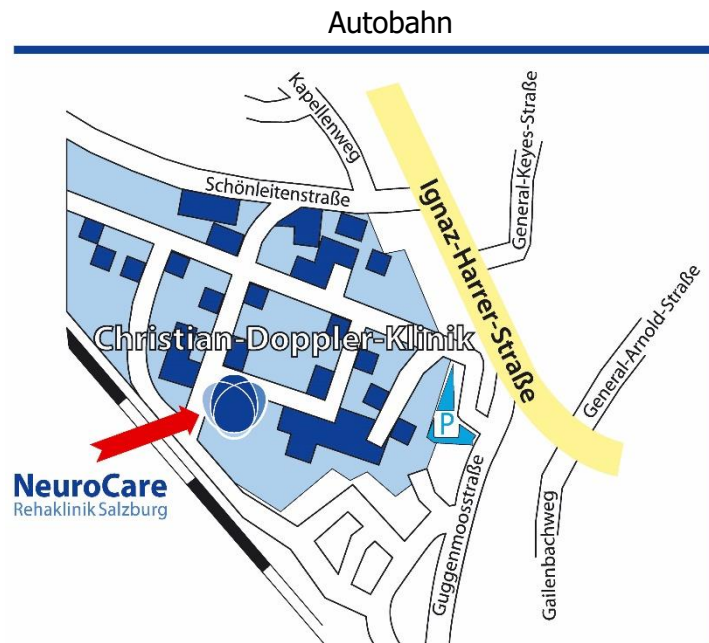 Autobahn
Kapellenweg
Schönleitenstraße
General-Keyes-Straße
Ignaz-Harrer-Straße
Christian-Doppler-Klinik
General-Arnold-Straße
P
NeuroCare
Rehaklinik Salzburg
Guggenmoosstraße
Gailenbachweg